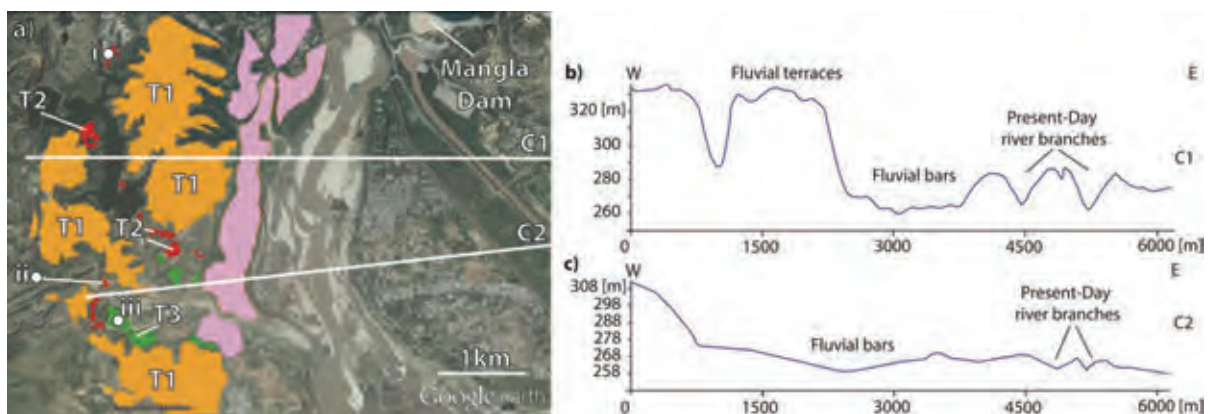 a)
i
Mangla
Dam
T1
T2
C1
T1
T1
T2
C2
ii
iii
T3
T1
1km
Google earth
b)
W
Fluvial terraces
E
320 [m]
300
280
260
Fluvial bars
Present-Day
river branches
C1
0
1500
3000
4500
6000 [m]
c)
W
E
308 [m]
298
288
278
268
258
Fluvial bars
Present-Day
river branches
C2
0
1500
3000
4500
6000 [m]